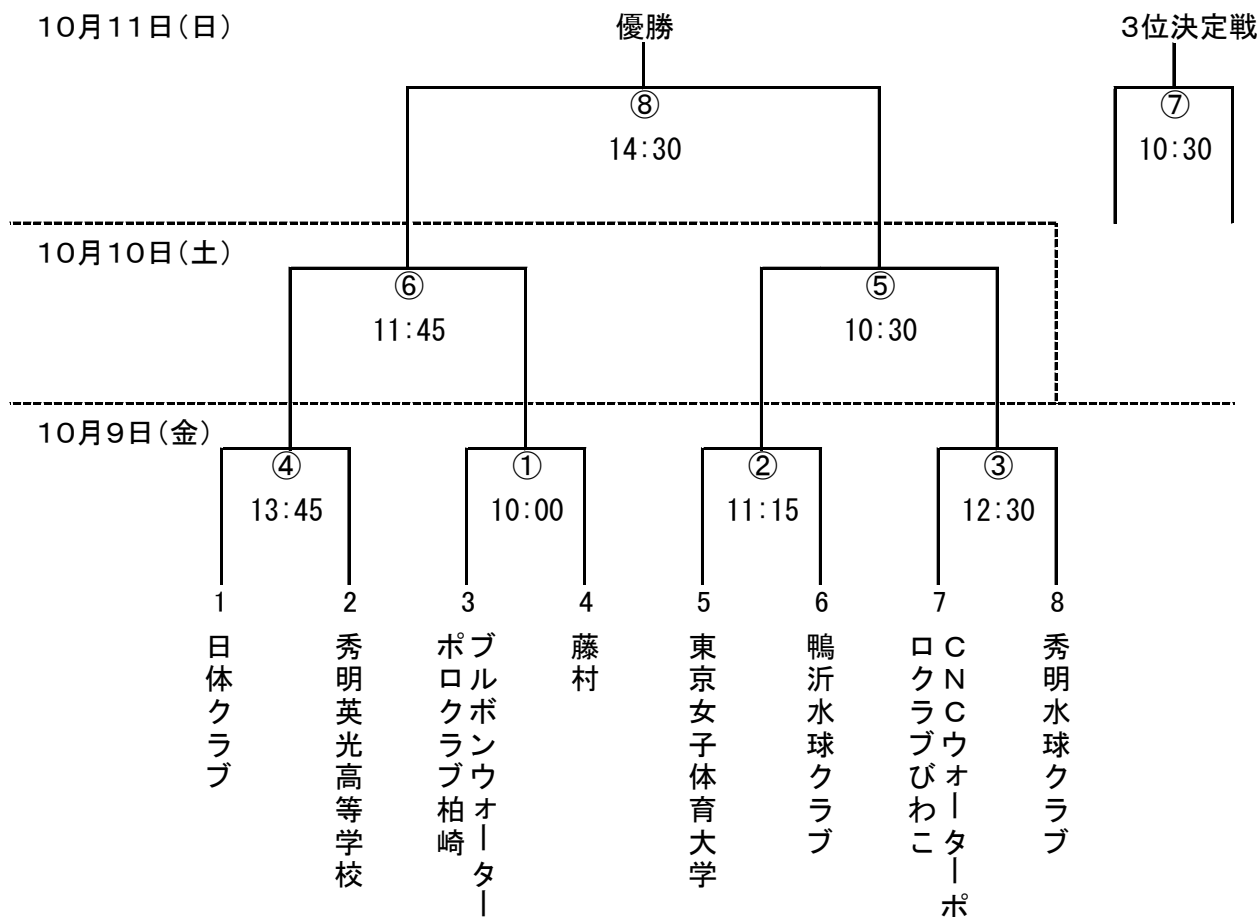 10月11日(日)
優勝
3位決定戦
⑧
⑦
14:30
10:30
10月10日(土)
⑥
⑤
11:45
10:30
10月9日(金)
④
①
②
③
13:45
10:00
11:15
12:30
1
2
3
4
5
6
7
8
日体クラブ
秀明英光高等学校
ブルボンウォーター
ポロクラブ柏崎
藤村
東京女子体育大学
鴨沂水球クラブ
CNCウォーターポ
ロクラブびわこ
秀明水球クラブ